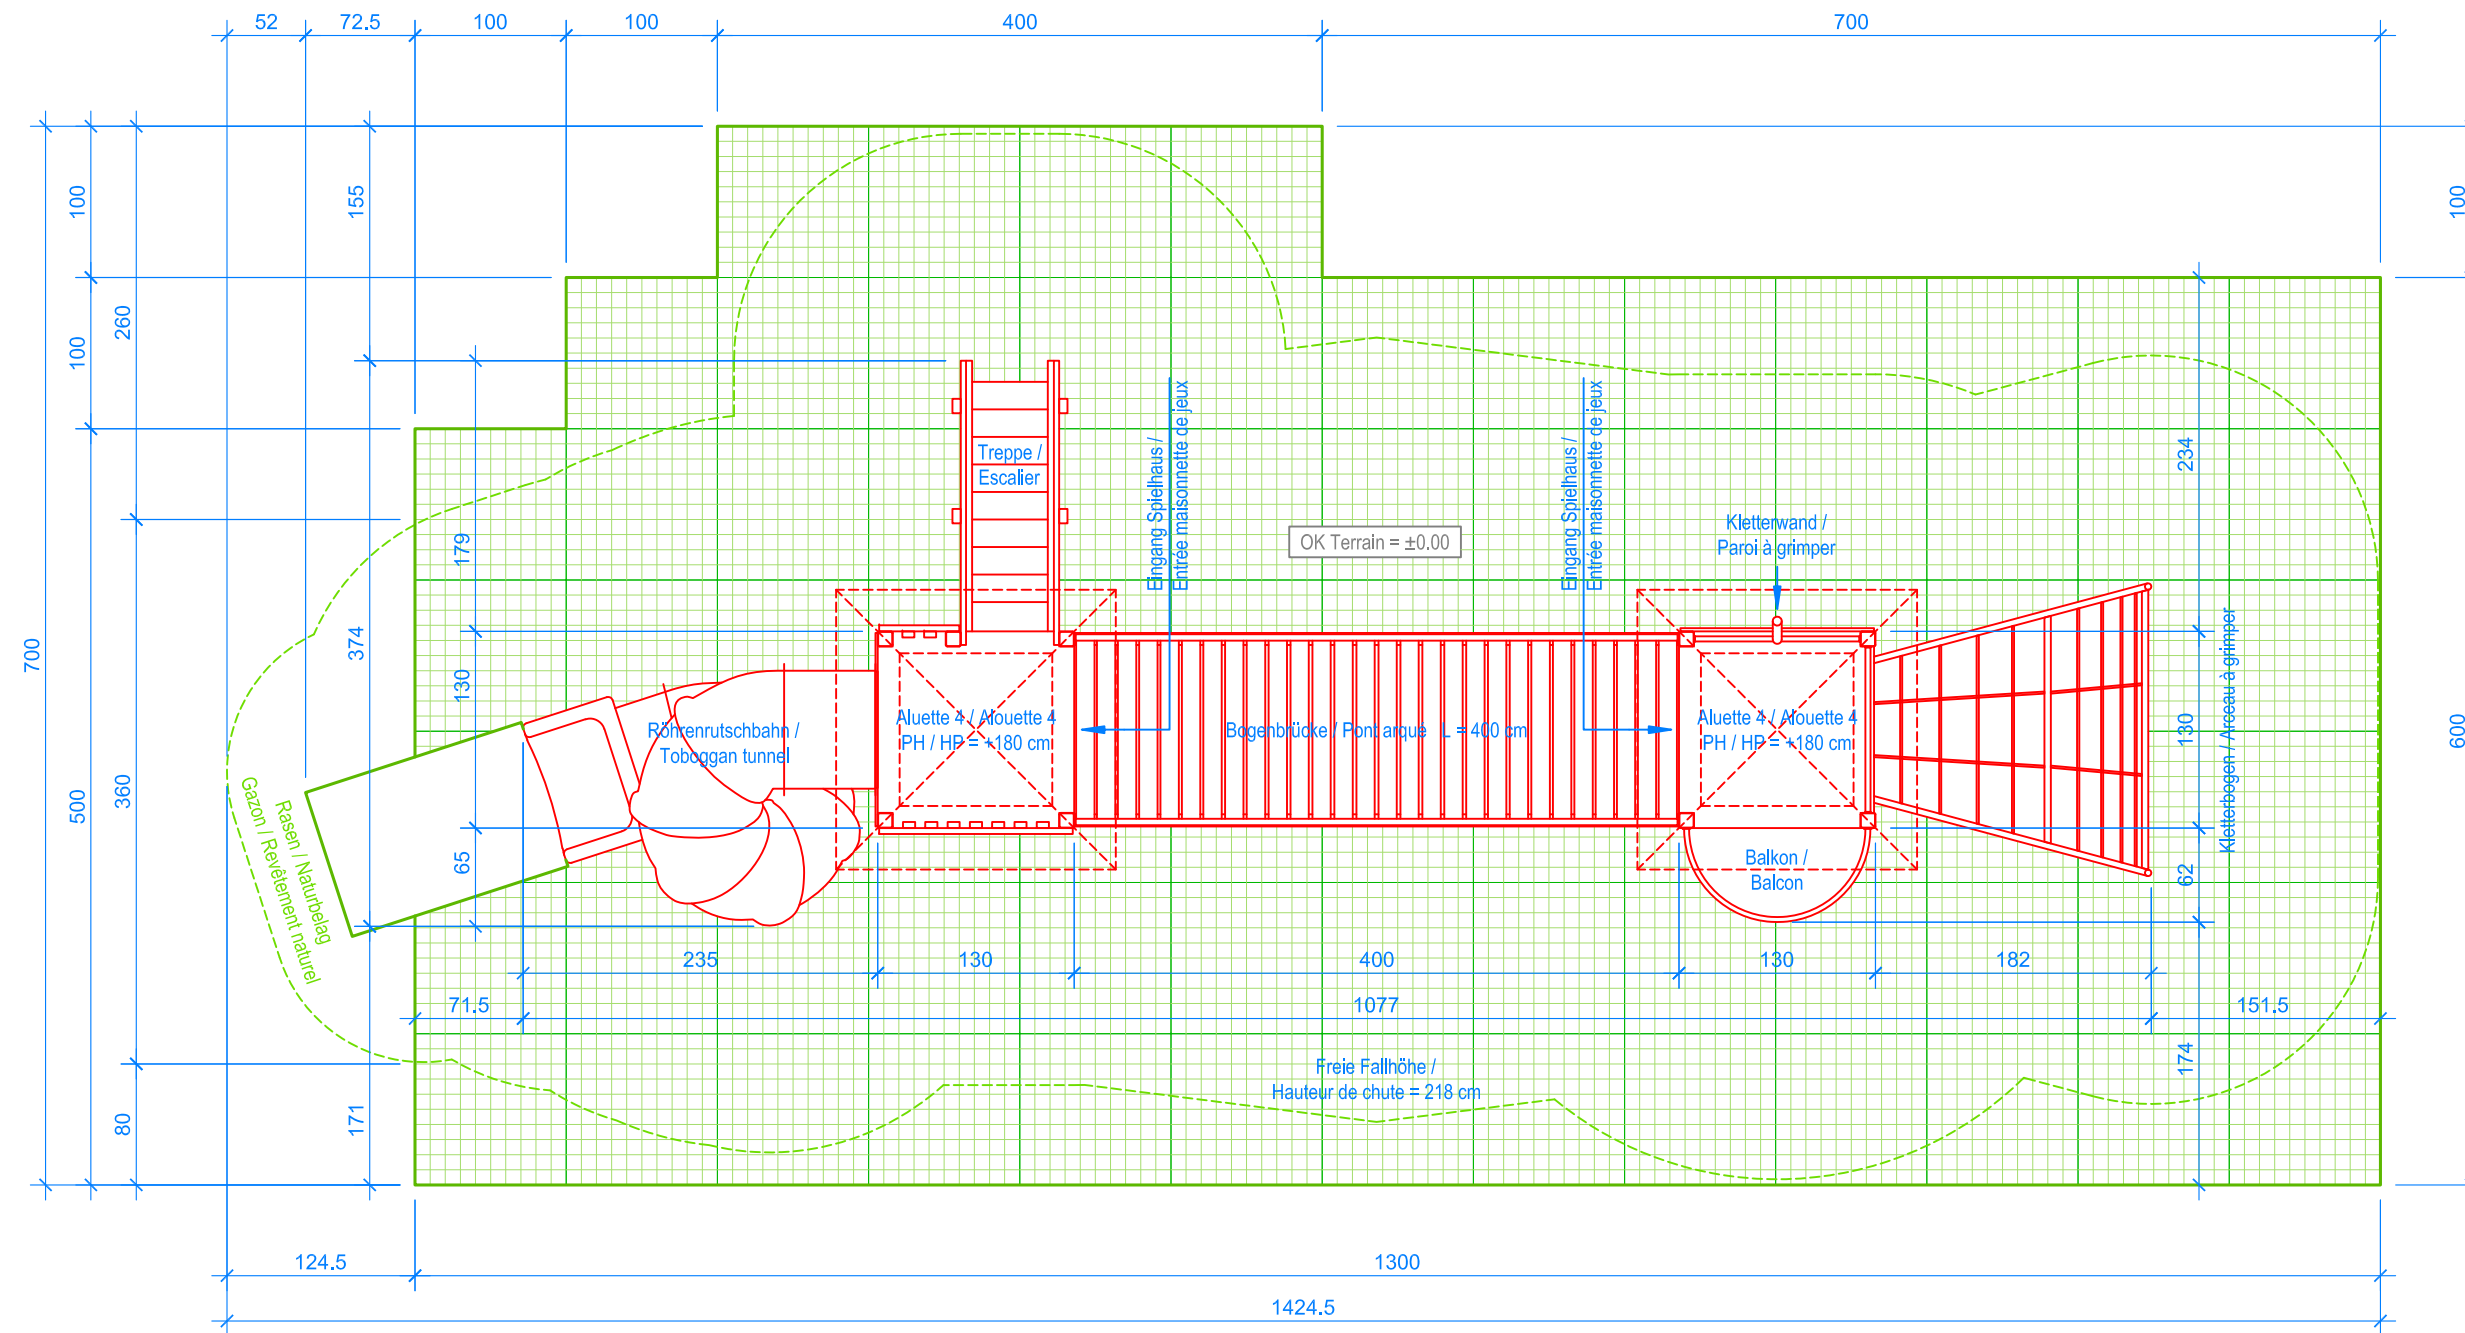 52
72.5
100
100
400
700
100
155
100
260
100
234
Treppe /
Escalier
Eingang Spielhaus /
Entrée maisonnette de jeux
Eingang Spielhaus /
Entrée maisonnette de jeux
Kletterwand /
Paroi à grimper
OK Terrain = ±0.00
179
700
374
130
Röhrenrutschbahn /
Toboggan tunnel
Aluette 4 / Alouette 4
PH / HP = +180 cm
Bogenbrücke / Pont arqué L = 400 cm
Aluette 4 / Alouette 4
PH / HP = +180 cm
130
Kletterbogen / Arceau à grimper
600
500
360
65
Rasen / Naturbelag
Gazon / Revêtement naturel
Balkon /
Balcon
62
235
130
400
130
182
71.5
1077
151.5
80
171
Freie Fallhöhe /
Hauteur de chute = 218 cm
174
124.5
1300
1424.5